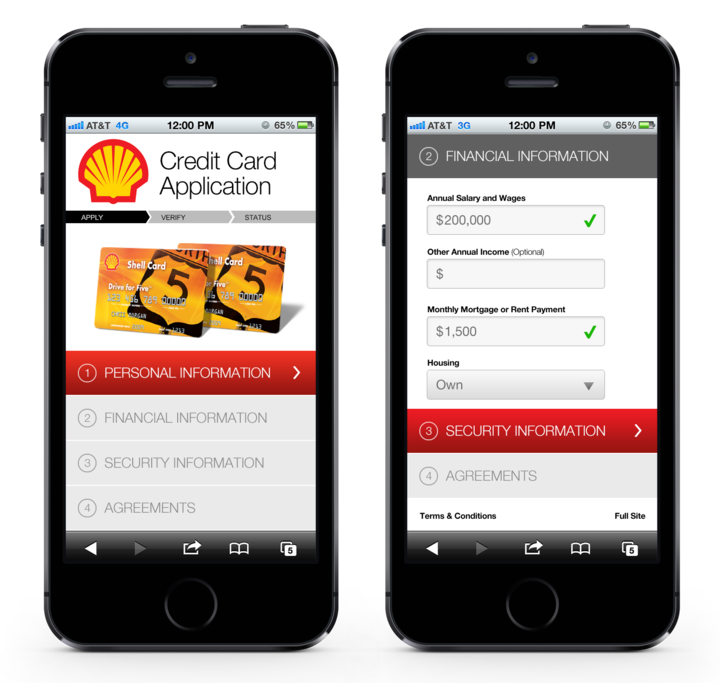 AT&T 4G 12:00 PM 65%
Credit Card
Application
APPLY VERIFY STATUS
Shell Card
5
Drive for Five
1 PERSONAL INFORMATION
2 FINANCIAL INFORMATION
3 SECURITY INFORMATION
4 AGREEMENTS
5
AT&T 3G 12:00 PM 65%
2 FINANCIAL INFORMATION
Annual Salary and Wages
$200,000
Other Annual Income (Optional)
$
Monthly Mortgage or Rent Payment
$1,500
Housing
Own
3 SECURITY INFORMATION
4 AGREEMENTS
Terms & Conditions Full Site
5